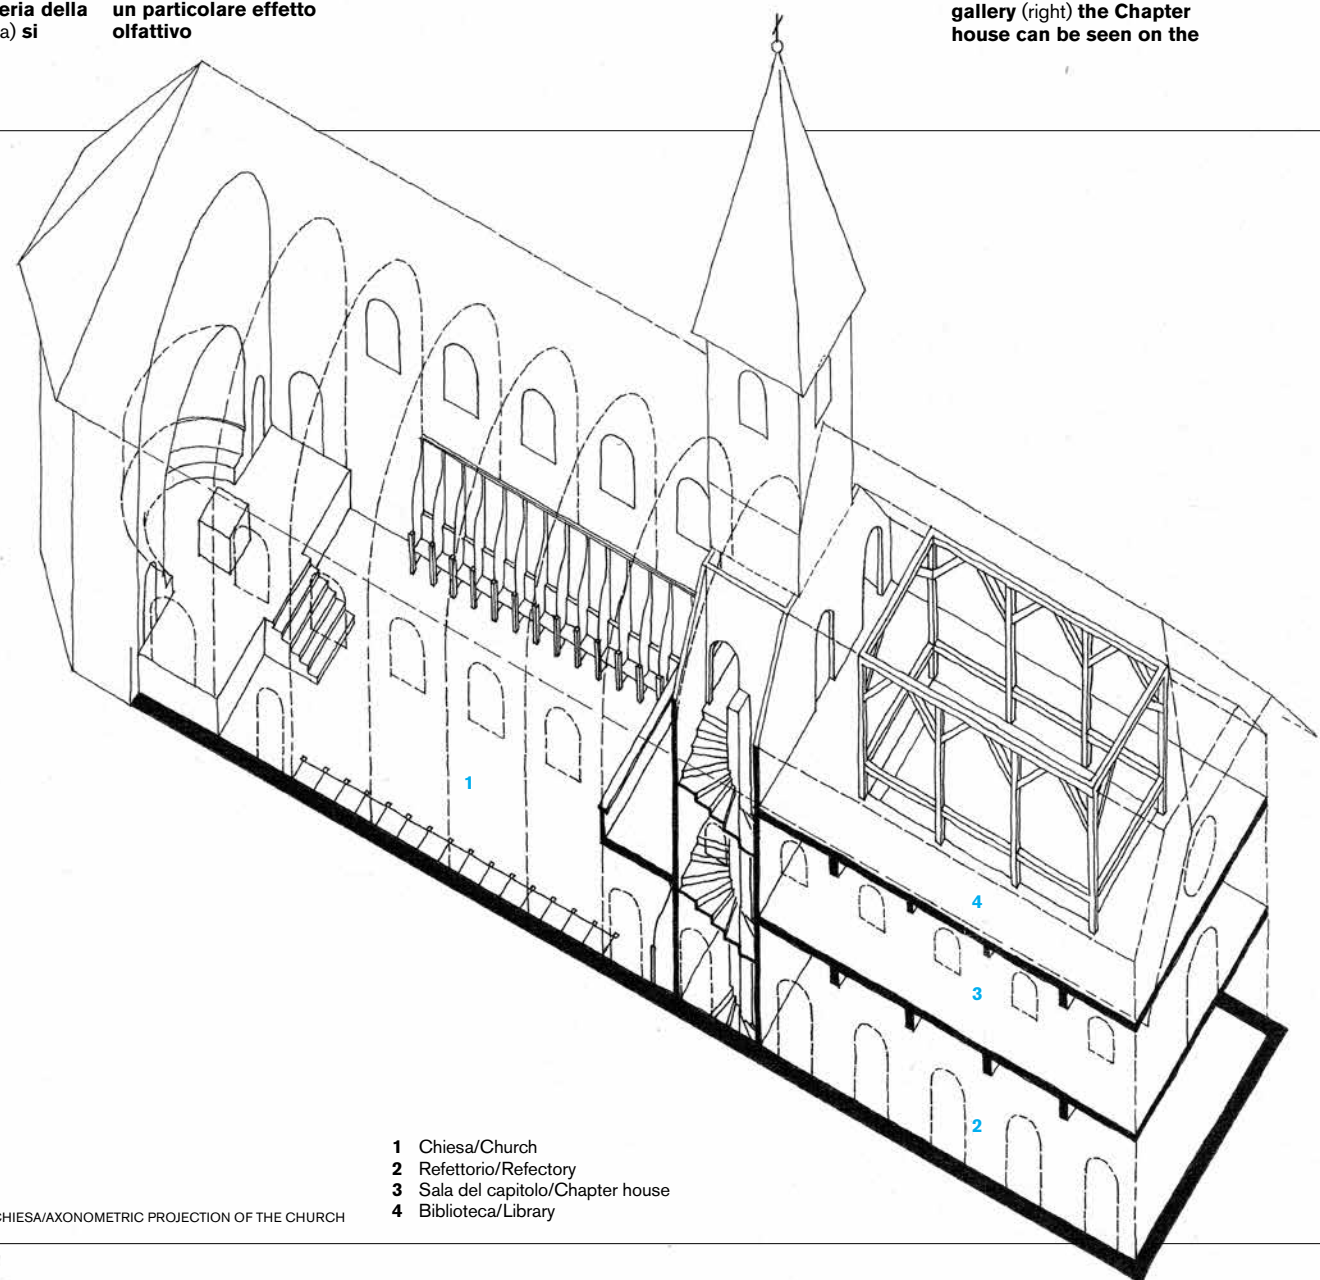 eria della
a) si
un particolare effetto
olfattivo
gallery (right) the Chapter
house can be seen on the
1
4
3
2
1 Chiesa/Church
2 Refettorio/Refectory
3 Sala del capitolo/Chapter house
4 Biblioteca/Library
CHIESA/AXONOMETRIC PROJECTION OF THE CHURCH